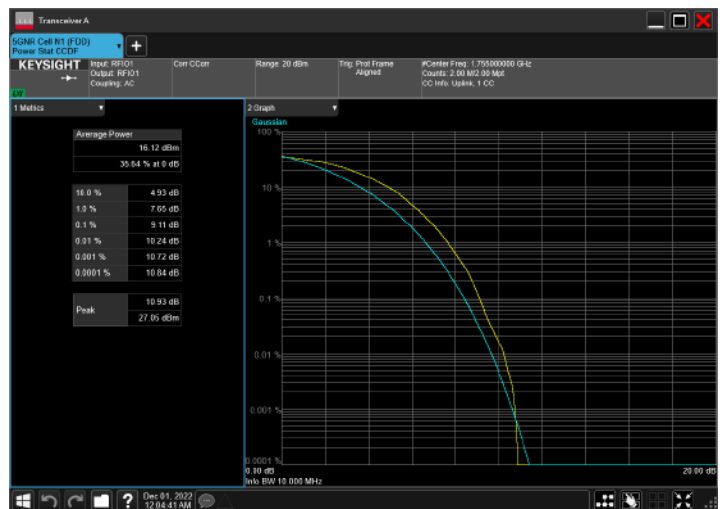 Transceiver A
5GNR Cell N1 (FDD)
Power Stat CCDF
KEYSIGHT
Input: RFIO1
Output: RFIO1
Coupling: AC
Corr CCorr
Range: 20 dBm
Trig: Prot Frame
Aligned
#Center Freq: 1.755000000 GHz
Counts: 2.00 M/2.00 Mpt
CC Info: Uplink, 1 CC
1 Metrics
Average Power
16.12 dBm
35.64 % at 0 dB
10.0 % 4.93 dB
1.0 % 7.65 dB
0.1 % 9.11 dB
0.01 % 10.24 dB
0.001 % 10.72 dB
0.0001 % 10.84 dB
Peak
10.93 dB
27.05 dBm
2 Graph
Gaussian
100 %
10 %
1 %
0.1 %
0.01 %
0.001 %
0.0001 %
0.00 dB
20.00 dB
Info BW 10.000 MHz
?
Dec 01, 2022
12:04:41 AM